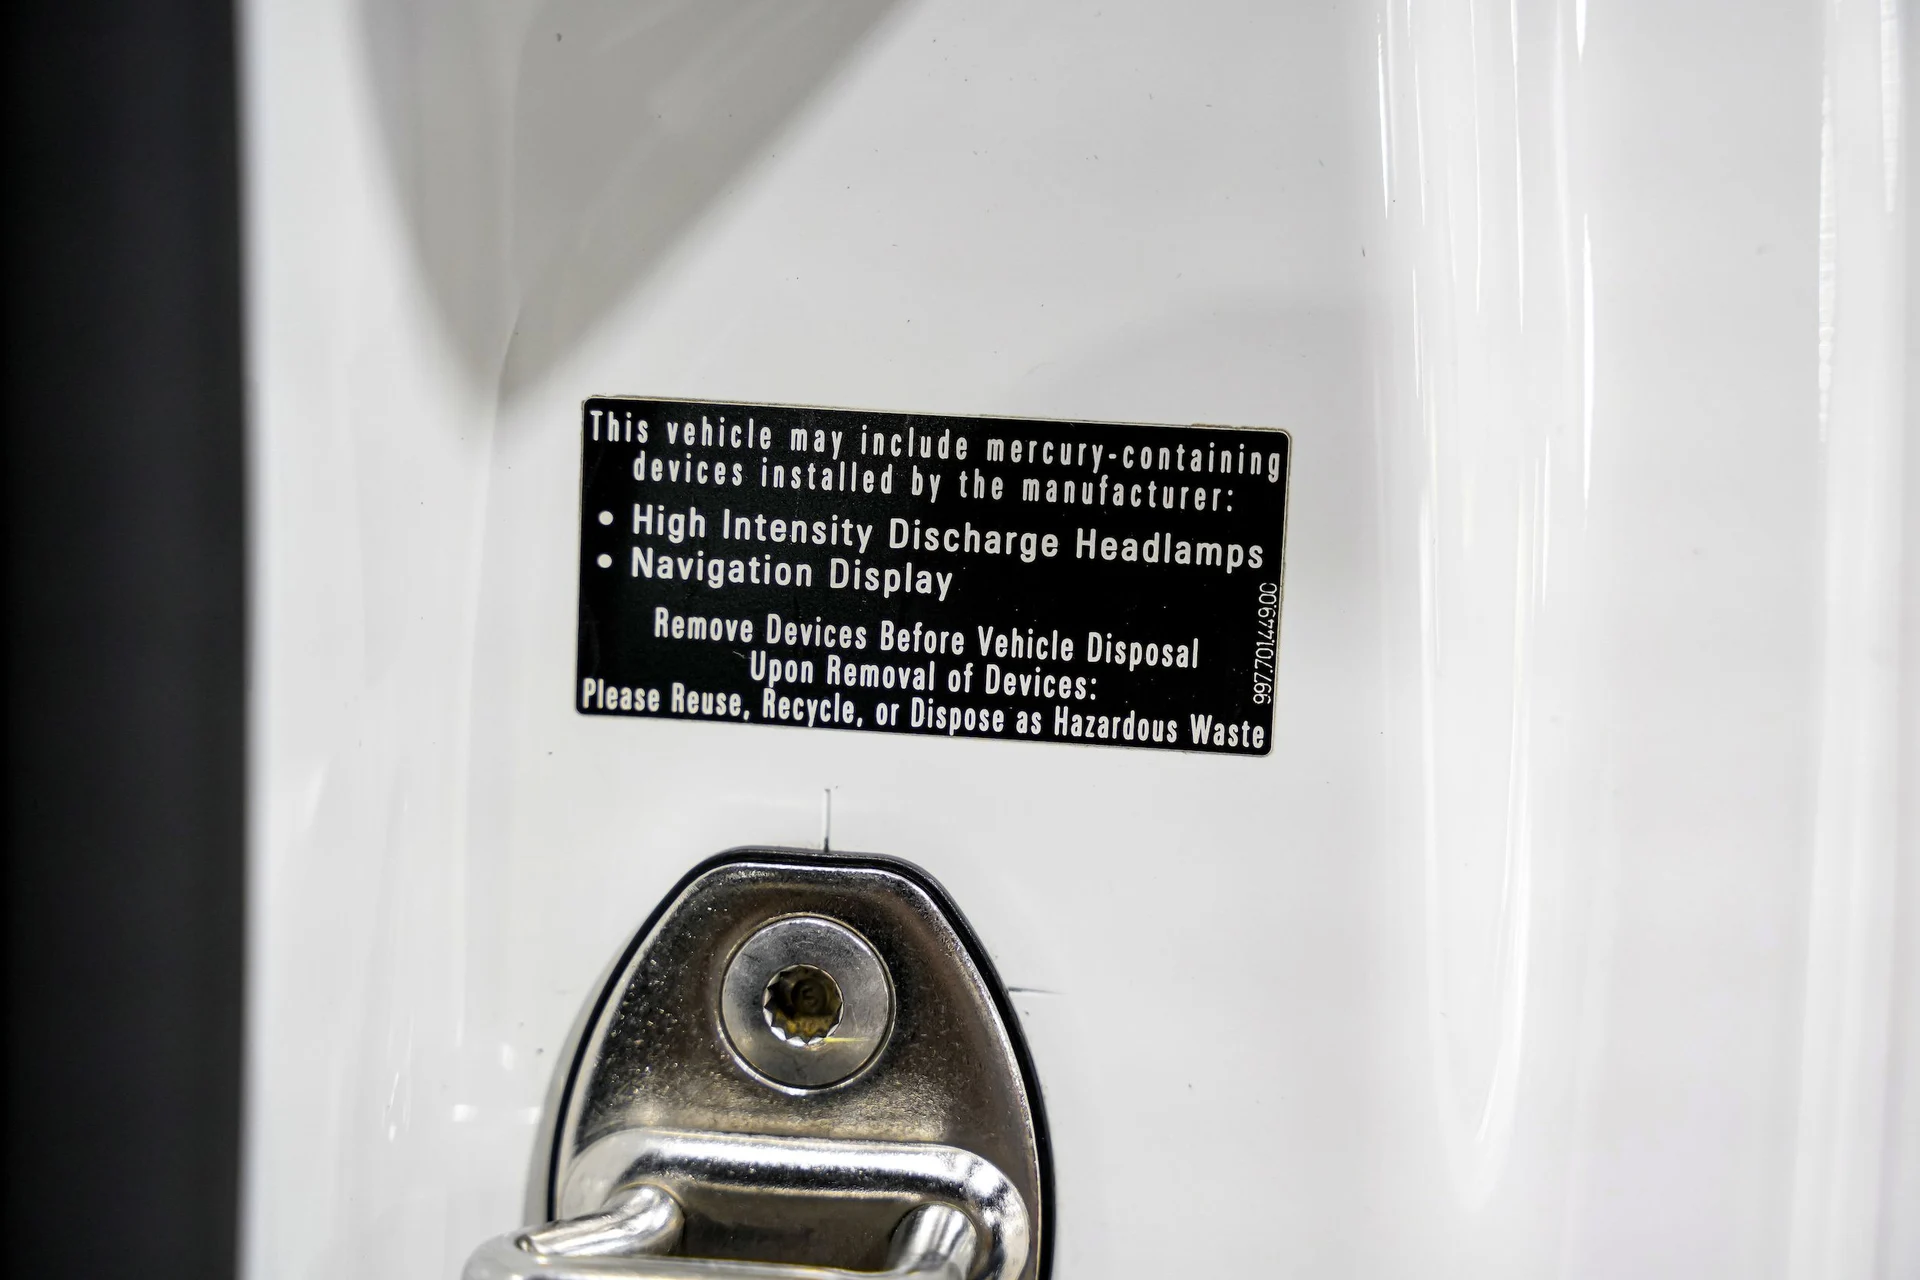 This vehicle may include mercury-containing
devices installed by the manufacturer:
• High Intensity Discharge Headlamps
• Navigation Display
Remove Devices Before Vehicle Disposal
Upon Removal of Devices:
Please Reuse, Recycle, or Dispose as Hazardous Waste
997.701.449.00